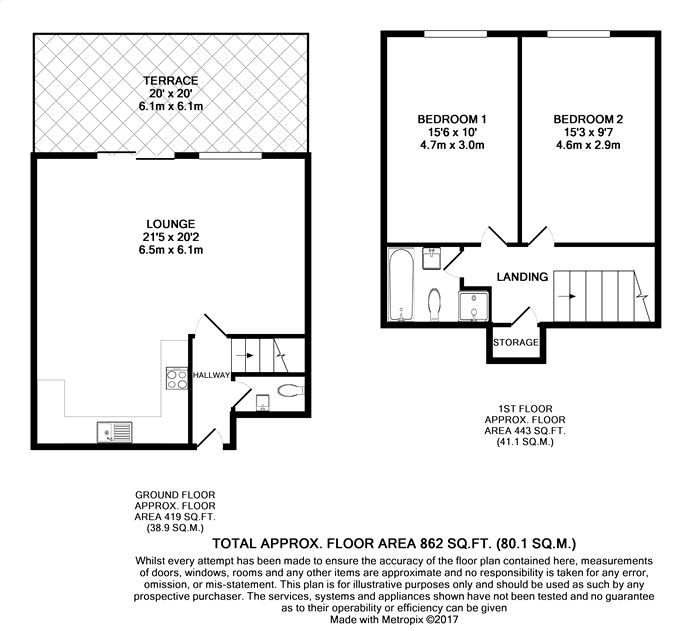 TERRACE
20' x 20'
6.1m x 6.1m
LOUNGE
21'5 x 20'2
6.5m x 6.1m
HALLWAY
GROUND FLOOR
APPROX. FLOOR
AREA 419 SQ.FT.
(38.9 SQ.M.)
BEDROOM 1
15'6 x 10'
4.7m x 3.0m
BEDROOM 2
15'3 x 9'7
4.6m x 2.9m
LANDING
STORAGE
1ST FLOOR
APPROX. FLOOR
AREA 443 SQ.FT.
(41.1 SQ.M.)
TOTAL APPROX. FLOOR AREA 862 SQ.FT. (80.1 SQ.M.)
Whilst every attempt has been made to ensure the accuracy of the floor plan contained here, measurements
of doors, windows, rooms and any other items are approximate and no responsibility is taken for any error,
omission, or mis-statement. This plan is for illustrative purposes only and should be used as such by any
prospective purchaser. The services, systems and appliances shown have not been tested and no guarantee
as to their operability or efficiency can be given
Made with Metropix ©2017